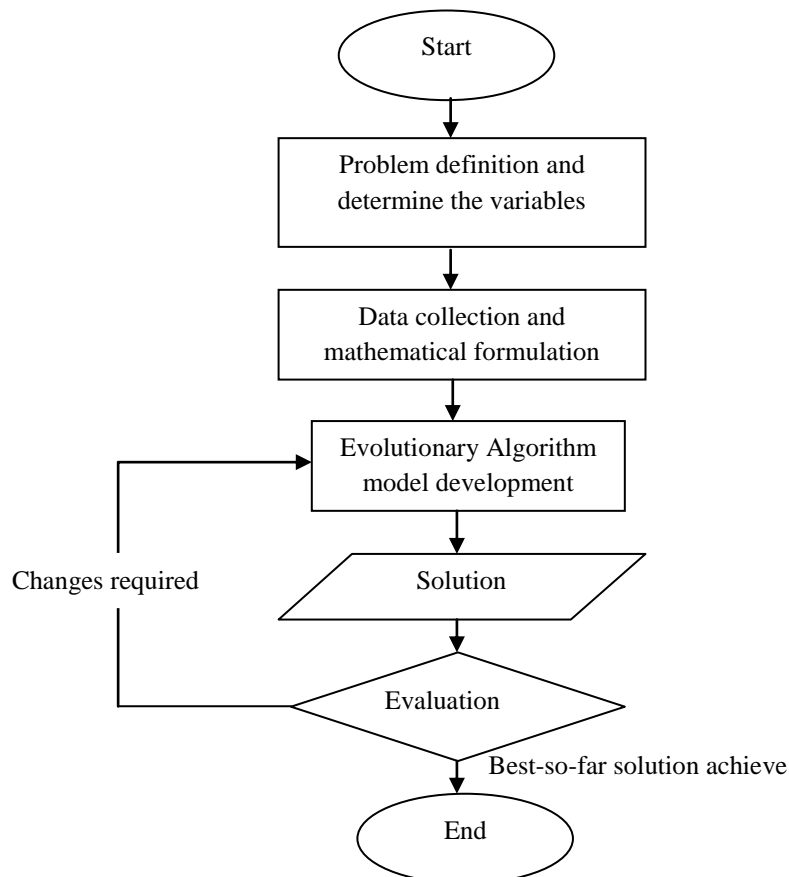 Start
Problem definition and
determine the variables
Data collection and
mathematical formulation
Evolutionary Algorithm
model development
Changes required
Solution
Evaluation
Best-so-far solution achieve
End